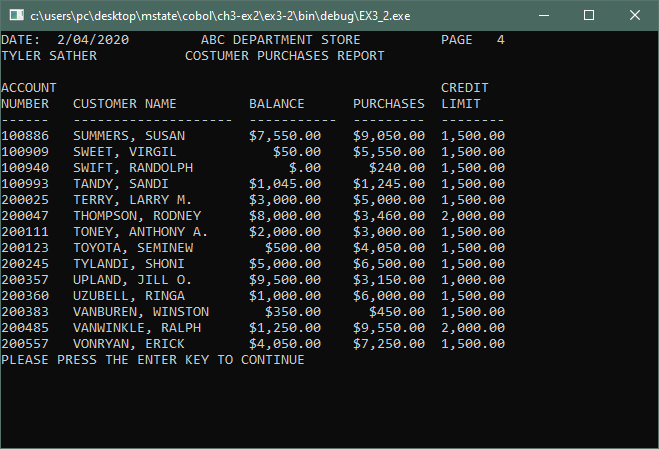 c:\users\pc\desktop\mstate\cobol\ch3-ex2\ex3-2\bin\debug\EX3_2.exe
DATE: 2/04/2020 ABC DEPARTMENT STORE PAGE 4
TYLER SATHER COSTUMER PURCHASES REPORT
ACCOUNT CREDIT
NUMBER CUSTOMER NAME BALANCE PURCHASES LIMIT
------ -------------------- ----------- --------- --------
100886 SUMMERS, SUSAN $7,550.00 $9,050.00 1,500.00
100909 SWEET, VIRGIL $50.00 $5,550.00 1,500.00
100940 SWIFT, RANDOLPH $.00 $240.00 1,500.00
100993 TANDY, SANDI $1,045.00 $1,245.00 1,500.00
200025 TERRY, LARRY M. $3,000.00 $5,000.00 1,500.00
200047 THOMPSON, RODNEY $8,000.00 $3,460.00 2,000.00
200111 TONEY, ANTHONY A. $2,000.00 $3,000.00 1,500.00
200123 TOYOTA, SEMINEW $500.00 $4,050.00 1,500.00
200245 TYLANDI, SHONI $5,000.00 $6,500.00 1,500.00
200357 UPLAND, JILL O. $9,500.00 $3,150.00 1,000.00
200360 UZUBELL, RINGA $1,000.00 $6,000.00 1,500.00
200383 VANBUREN, WINSTON $350.00 $450.00 1,500.00
200485 VANWINKLE, RALPH $1,250.00 $9,550.00 2,000.00
200557 VONRYAN, ERICK $4,050.00 $7,250.00 1,500.00
PLEASE PRESS THE ENTER KEY TO CONTINUE